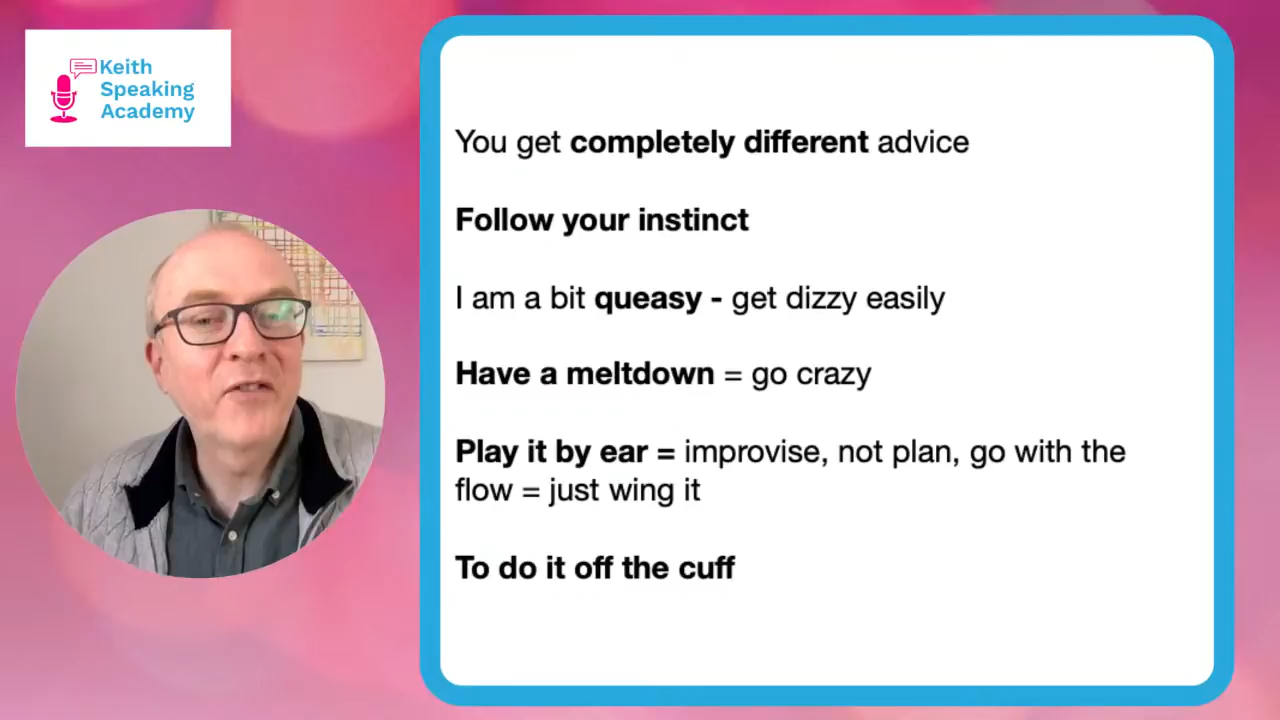 Keith
Speaking
Academy
You get completely different advice
Follow your instinct
I am a bit queasy - get dizzy easily
Have a meltdown = go crazy
Play it by ear = improvise, not plan, go with the
flow = just wing it
To do it off the cuff